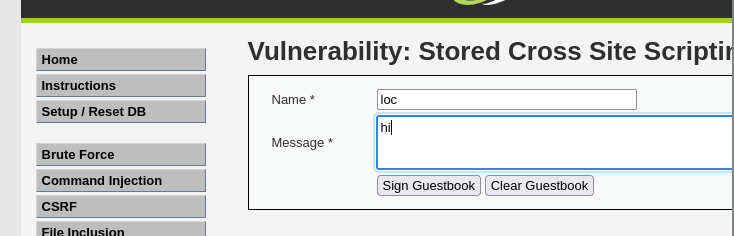 Vulnerability: Stored Cross Site Scriptin
Home
Instructions
Setup / Reset DB
Brute Force
Command Injection
CSRF
File Inclusion
Name * loc
Message * hi
Sign Guestbook Clear Guestbook